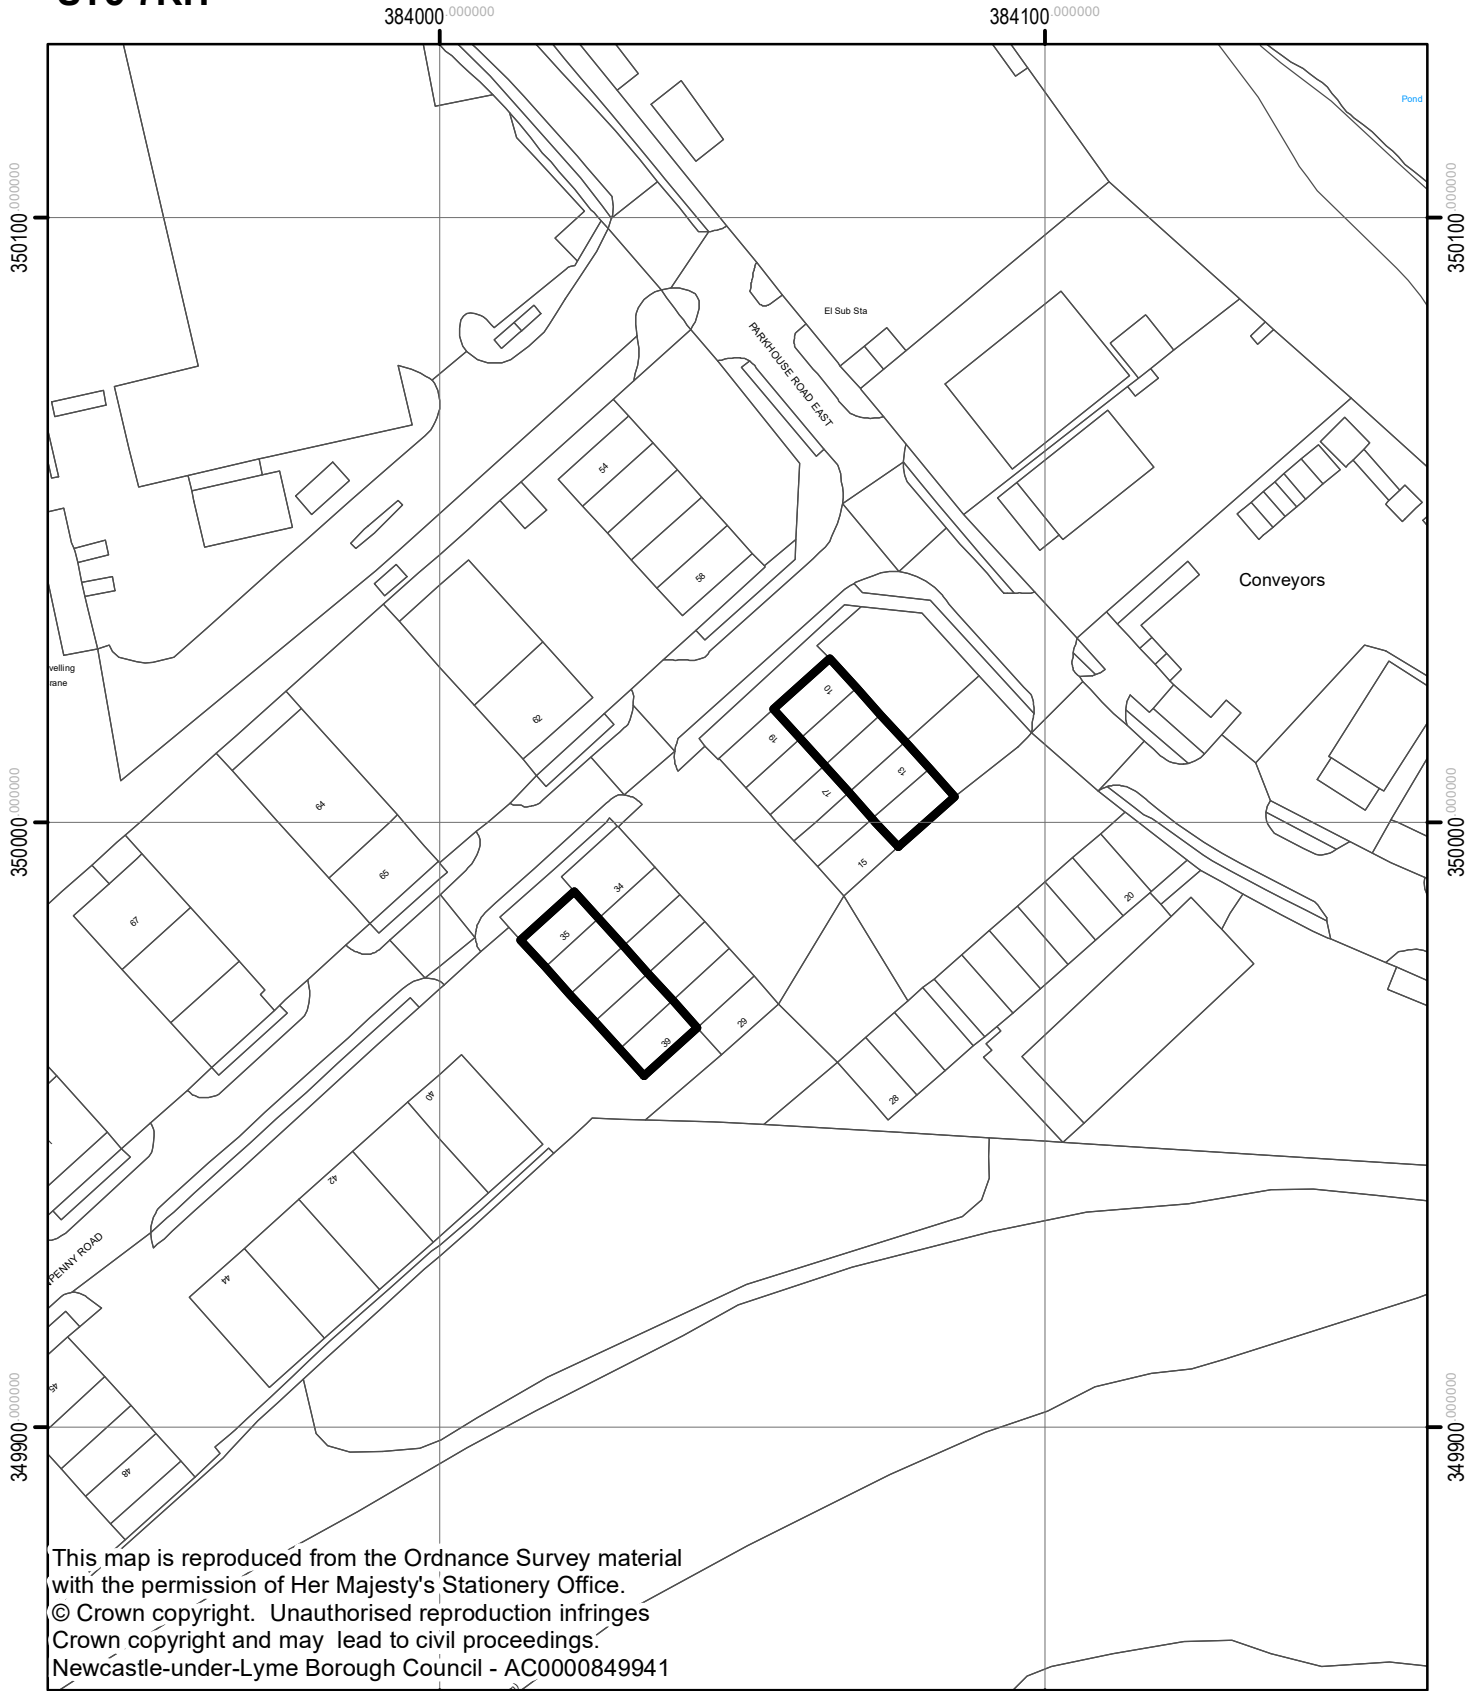 384000.000000
384100.000000
Pond
350100.000000
350100.000000
El Sub Sta
PARKHOUSE ROAD EAST
54
58
Conveyors
velling
rane
10
19
13
17
15
64
65
34
67
35
20
29
39
28
40
42
44
350000.000000
350000.000000
PENNY ROAD
45
48
349900.000000
349900.000000
This map is reproduced from the Ordnance Survey material
with the permission of Her Majesty's Stationery Office.
© Crown copyright. Unauthorised reproduction infringes
Crown copyright and may lead to civil proceedings.
Newcastle-under-Lyme Borough Council - AC0000849941